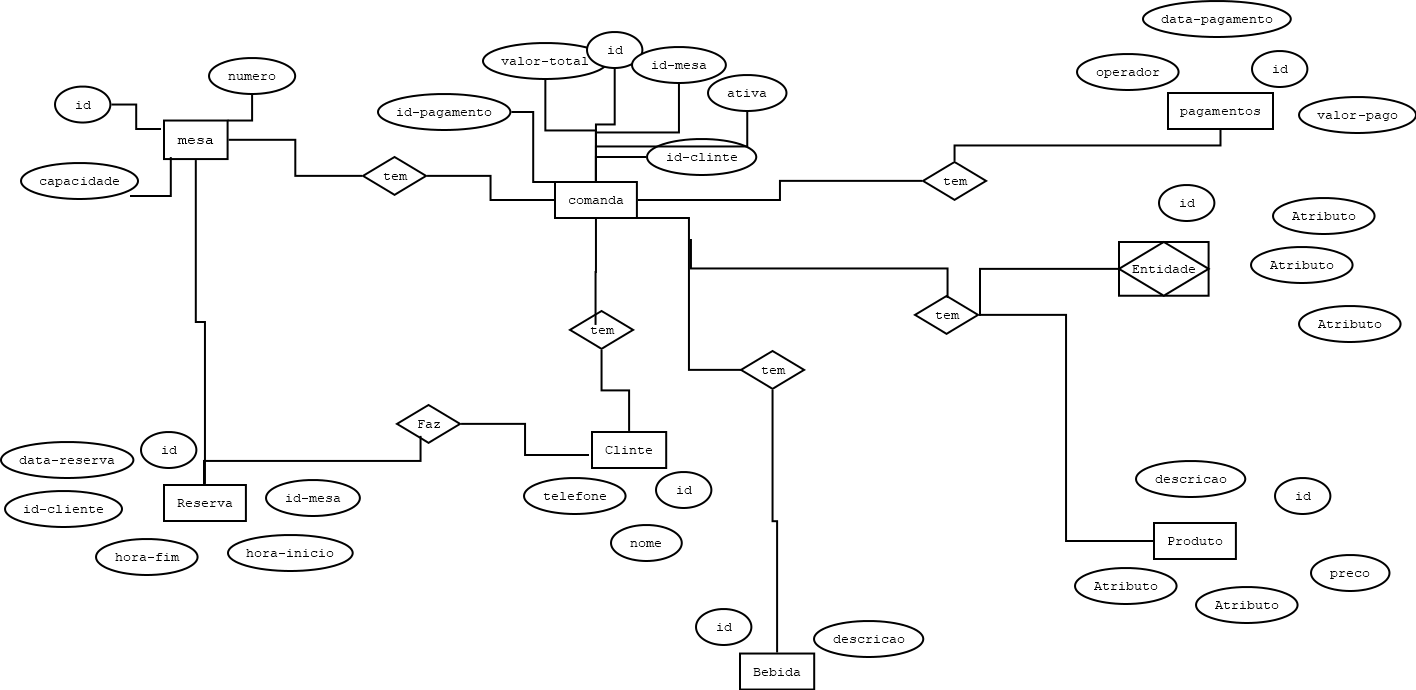 data-pagamento
valor-total
id
id-mesa
operador
id
numero
ativa
id
id-pagamento
pagamentos
valor-pago
mesa
id-clinte
capacidade
tem
tem
comanda
id
Atributo
Atributo
Entidade
tem
Atributo
tem
tem
Faz
Clinte
id
data-reserva
descricao
id
telefone
id
id-mesa
Reserva
id-cliente
nome
Produto
hora-fim
hora-inicio
preco
Atributo
Atributo
id
descricao
Bebida